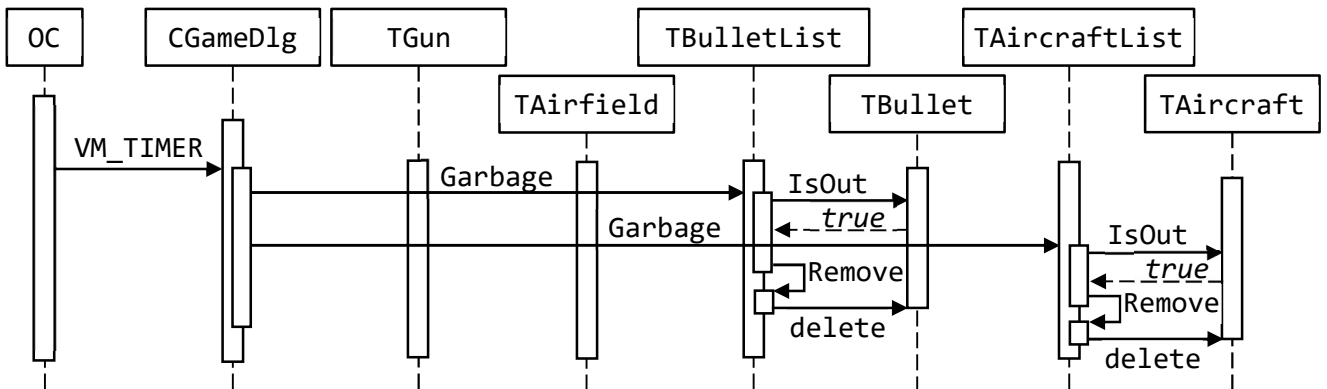 OC
CGameDlg
TGun
TBulletList
TAircraftList
TAirfield
TBullet
TAircraft
VM_TIMER
Garbage
IsOut
true
Garbage
IsOut
true
Remove
Remove
delete
delete